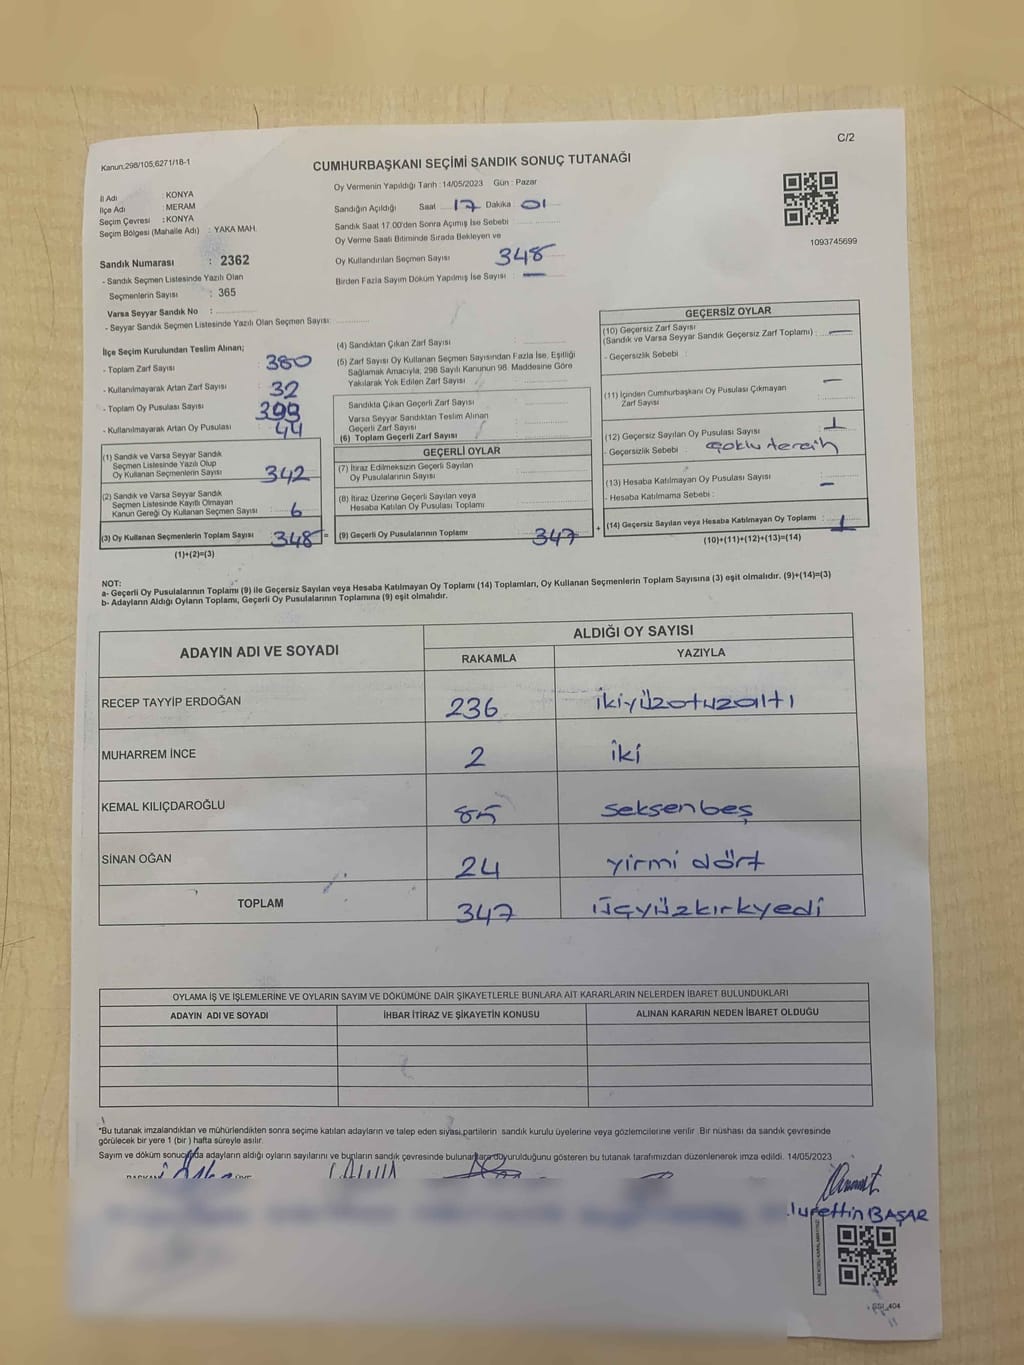 C/2
Kanun:298/105,6271/18-1
CUMHURBAŞKANI SEÇİMİ SANDIK SONUÇ TUTANAĞI
İl Adı : KONYA
İlçe Adı : MERAM
Seçim Çevresi : KONYA
Seçim Bölgesi (Mahalle Adı) : YAKA MAH.
Sandık Numarası : 2362
- Sandık Seçmen Listesinde Yazılı Olan
Seçmenlerin Sayısı : 365
Varsa Seyyar Sandık No :
- Seyyar Sandık Seçmen Listesinde Yazılı Olan Seçmen Sayısı:
Oy Vermenin Yapıldığı Tarih : 14/05/2023 Gün : Pazar
Sandığın Açıldığı Saat 17 Dakika 01
Sandık Saat 17.00'den Sonra Açımış İse Sebebi :
Oy Verme Saati Bitiminde Sırada Bekleyen ve
Oy Kullandırılan Seçmen Sayısı 348
Birden Fazla Sayım Döküm Yapılmış İse Sayısı : —
1093745699
İlçe Seçim Kurulundan Teslim Alınan;
- Toplam Zarf Sayısı : 380
- Kullanılmayarak Artan Zarf Sayısı : 32
- Toplam Oy Pusulası Sayısı : 399
- Kullanılmayarak Artan Oy Pusulası : 44
(1) Sandık ve Varsa Seyyar Sandık
Seçmen Listesinde Yazılı Olup
Oy Kullanan Seçmenlerin Sayısı : 342
(2) Sandık ve Varsa Seyyar Sandık
Seçmen Listesinde Kayıtlı Olmayan
Kanun Gereği Oy Kullanan Seçmen Sayısı : 6
(3) Oy Kullanan Seçmenlerin Toplam Sayısı : 348 =
(1)+(2)=(3)
(4) Sandıktan Çıkan Zarf Sayısı :
(5) Zarf Sayısı Oy Kullanan Seçmen Sayısından Fazla İse, Eşitliği
Sağlamak Amacıyla, 298 Sayılı Kanunun 98. Maddesine Göre
Yakılarak Yok Edilen Zarf Sayısı :
Sandıkta Çıkan Geçerli Zarf Sayısı :
Varsa Seyyar Sandıktan Teslim Alınan
Geçerli Zarf Sayısı :
(6) Toplam Geçerli Zarf Sayısı :
GEÇERLİ OYLAR
(7) İtiraz Edilmeksizin Geçerli Sayılan
Oy Pusulalarının Sayısı :
(8) İtiraz Üzerine Geçerli Sayılan veya
Hesaba Katılan Oy Pusulası Toplamı :
(9) Geçerli Oy Pusulalarının Toplamı : 347 +
GEÇERSİZ OYLAR
(10) Geçersiz Zarf Sayısı
(Sandık ve Varsa Seyyar Sandık Geçersiz Zarf Toplamı) : —
- Geçersizlik Sebebi :
(11) İçinden Cumhurbaşkanı Oy Pusulası Çıkmayan
Zarf Sayısı : —
(12) Geçersiz Sayılan Oy Pusulası Sayısı : 1
- Geçersizlik Sebebi : çoklu tercih
(13) Hesaba Katılmayan Oy Pusulası Sayısı : —
- Hesaba Katılmama Sebebi :
(14) Geçersiz Sayılan veya Hesaba Katılmayan Oy Toplamı : 1
(10)+(11)+(12)+(13)=(14)
NOT:
a- Geçerli Oy Pusulalarının Toplamı (9) ile Geçersiz Sayılan veya Hesaba Katılmayan Oy Toplamı (14) Toplamları, Oy Kullanan Seçmenlerin Toplam Sayısına (3) eşit olmalıdır. (9)+(14)=(3)
b- Adayların Aldığı Oyların Toplamı, Geçerli Oy Pusulalarının Toplamına (9) eşit olmalıdır.
ADAYIN ADI VE SOYADI ALDIĞI OY SAYISI
RAKAMLA YAZIYLA
RECEP TAYYİP ERDOĞAN 236 ikiyüzotuzaltı
MUHARREM İNCE 2 iki
KEMAL KILIÇDAROĞLU 85 seksenbeş
SİNAN OĞAN 24 yirmi dört
TOPLAM 347 üçyüzkırkyedi
OYLAMA İŞ VE İŞLEMLERİNE VE OYLARIN SAYIM VE DÖKÜMÜNE DAİR ŞİKAYETLERLE BUNLARA AİT KARARLARIN NELERDEN İBARET BULUNDUKLARI
ADAYIN ADI VE SOYADI İHBAR İTİRAZ VE ŞİKAYETİN KONUSU ALINAN KARARIN NEDEN İBARET OLDUĞU
*Bu tutanak imzalandıktan ve mühürlendikten sonra seçime katılan adayların ve talep eden siyasi partilerin sandık kurulu üyelerine veya gözlemcilerine verilir. Bir nüshası da sandık çevresinde
görülecek bir yere 1 (bir) hafta süreyle asılır.
Sayım ve döküm sonucunda adayların aldığı oyların sayılarını ve bunların sandık çevresinde bulunanlara duyurulduğunu gösteren bu tutanak tarafımızdan düzenlenerek imza edildi. 14/05/2023
BAŞAR